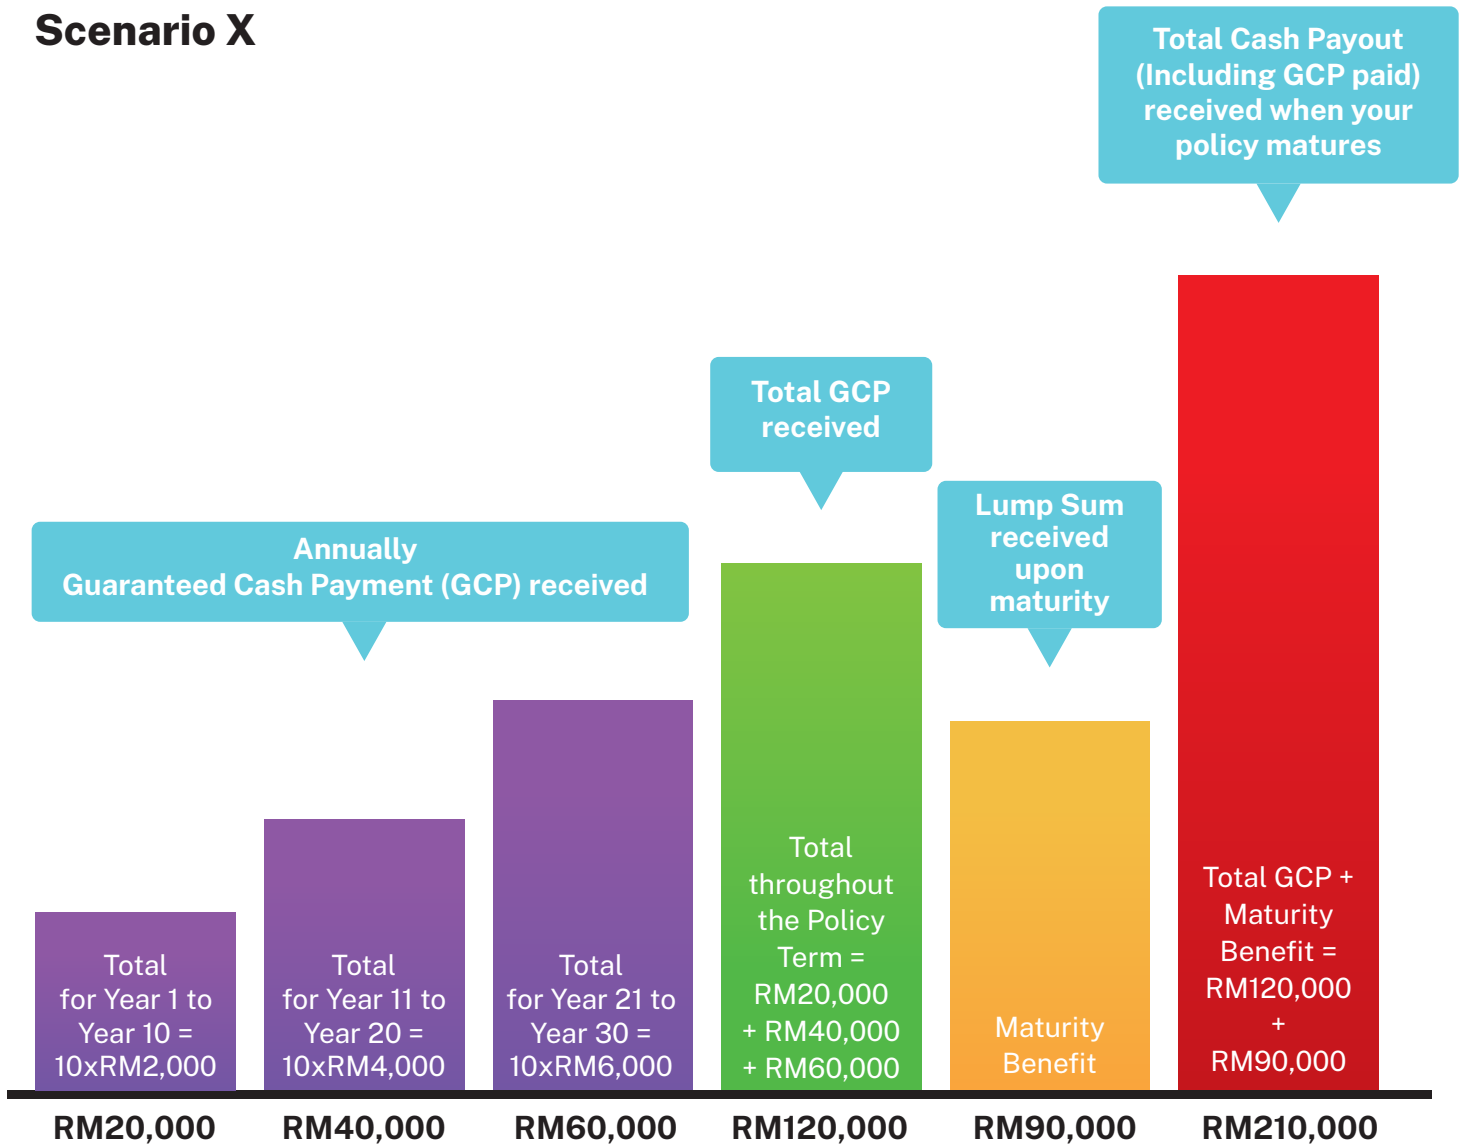 Scenario X
Total Cash Payout
(Including GCP paid)
received when your
policy matures
Total GCP
received
Lump Sum
received
upon
maturity
Annually
Guaranteed Cash Payment (GCP) received
Total
for Year 1 to
Year 10 =
10xRM2,000
Total
for Year 11 to
Year 20 =
10xRM4,000
Total
for Year 21 to
Year 30 =
10xRM6,000
Total
throughout
the Policy
Term =
RM20,000
+ RM40,000
+ RM60,000
Maturity
Benefit
Total GCP +
Maturity
Benefit =
RM120,000
+
RM90,000
RM20,000
RM40,000
RM60,000
RM120,000
RM90,000
RM210,000